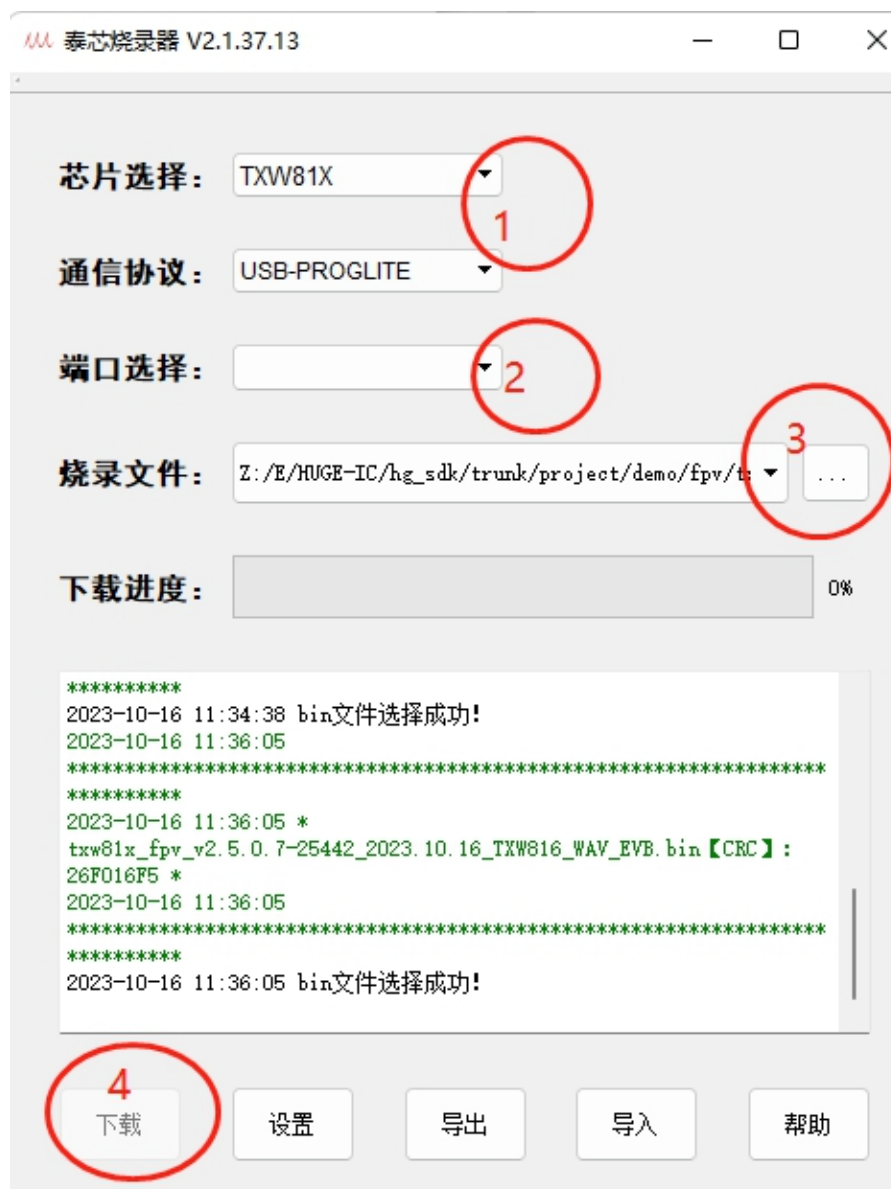 泰芯烧录器 V2.1.37.13
芯片选择： TXW81X
1
通信协议： USB-PROGLITE
端口选择：
2
3
烧录文件： Z:/E/HUGE-IC/hg_sdk/trunk/project/demo/fpv/t ...
下载进度： 0%
**********
2023-10-16 11:34:38 bin文件选择成功!
2023-10-16 11:36:05
******************************************************************
**********
2023-10-16 11:36:05 *
txw81x_fpv_v2.5.0.7-25442_2023.10.16_TXW816_WAV_EVB.bin【CRC】:
26F016F5 *
2023-10-16 11:36:05
******************************************************************
**********
2023-10-16 11:36:05 bin文件选择成功!
4
下载 设置 导出 导入 帮助